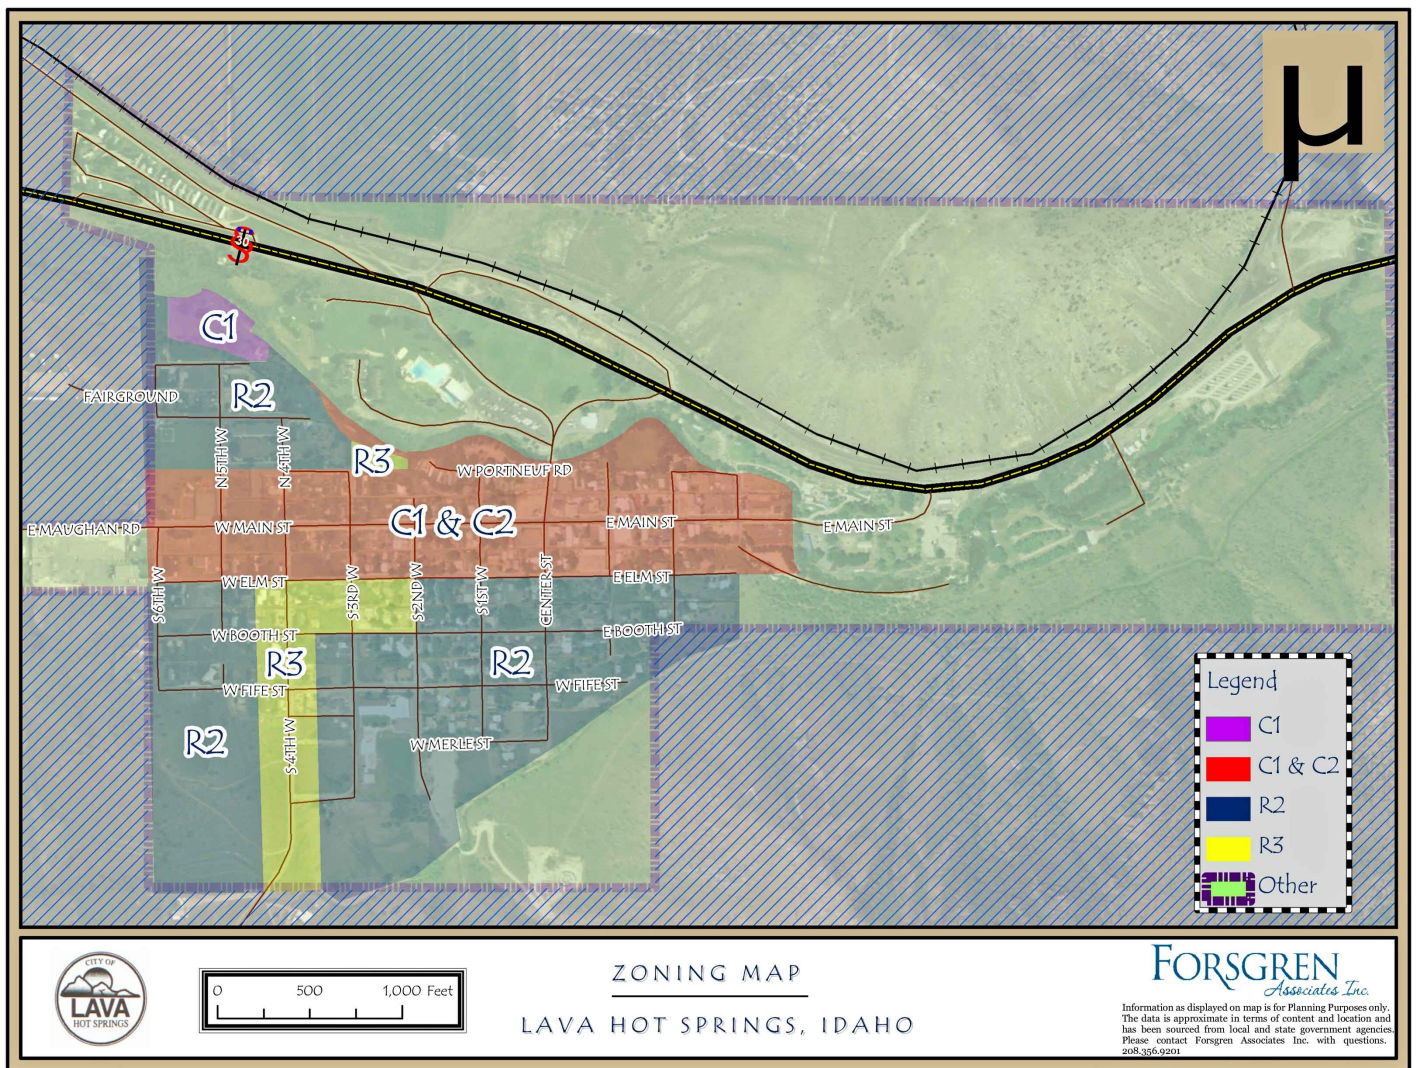 µ
30
C1
FAIRGROUND
R2
N 5TH W
N 4TH W
R3
W PORTNEUF RD
C1 & C2
E MAUGHAN RD
W MAIN ST
E MAIN ST
E MAIN ST
W ELM ST
E ELM ST
S 6TH W
S 3RD W
S 2ND W
S 1ST W
CENTER ST
W BOOTH ST
E BOOTH ST
R3
R2
W FIFE ST
W FIFE ST
R2
S 4TH W
W MERLE ST
Legend
C1
C1 & C2
R2
R3
Other
CITY OF
LAVA
HOT SPRINGS
0 500 1,000 Feet
ZONING MAP
LAVA HOT SPRINGS, IDAHO
FORSGREN
Associates Inc.
Information as displayed on map is for Planning Purposes only.
The data is approximate in terms of content and location and
has been sourced from local and state government agencies.
Please contact Forsgren Associates Inc. with questions.
208.356.9201